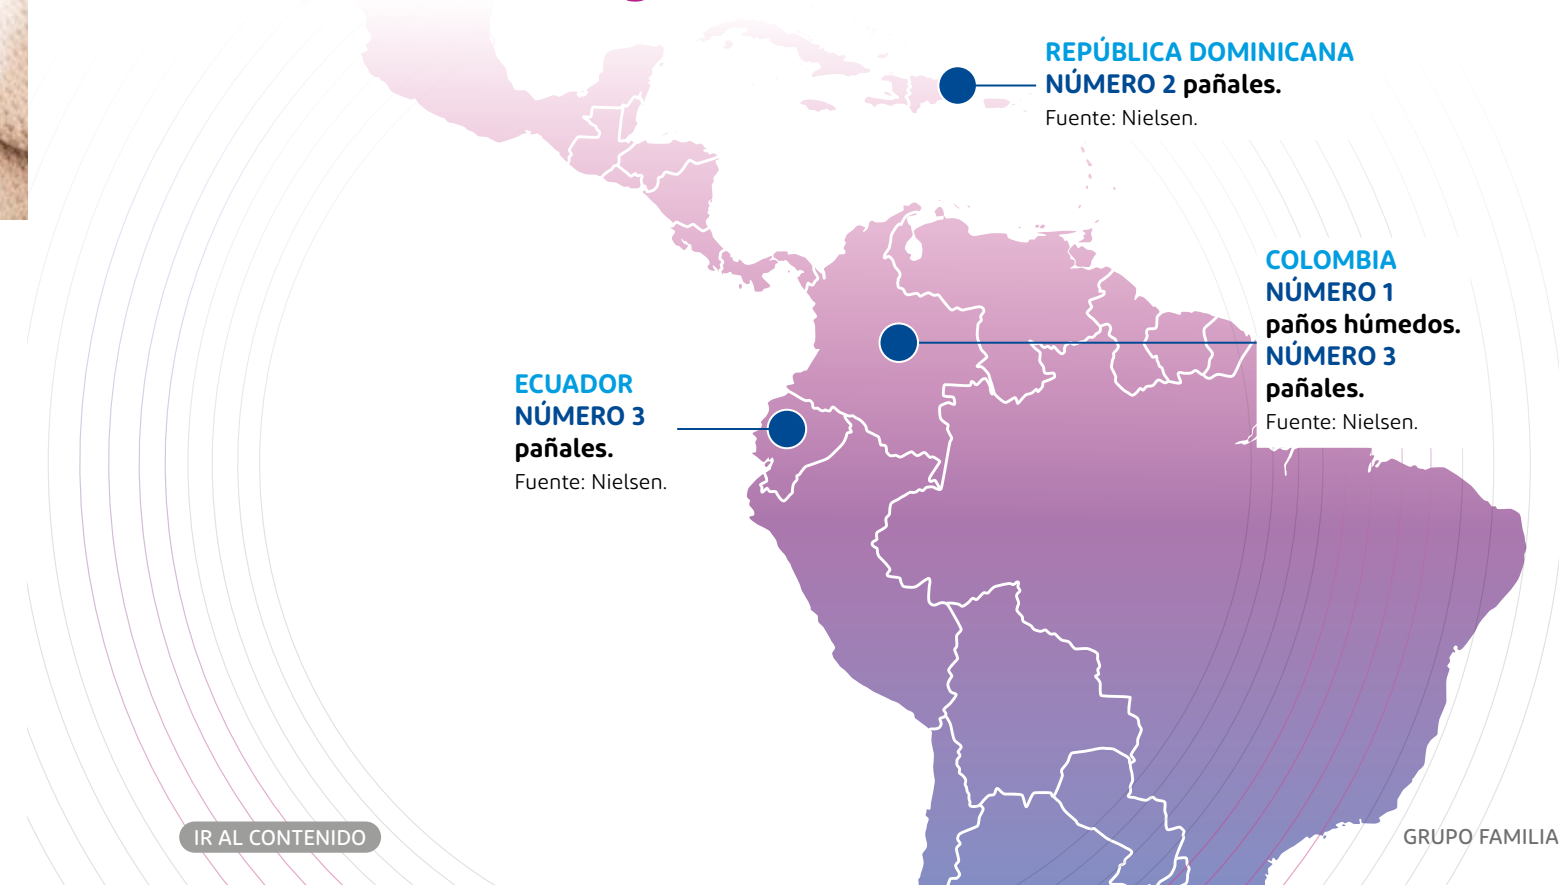 REPÚBLICA DOMINICANA
NÚMERO 2 pañales.
Fuente: Nielsen.
COLOMBIA
NÚMERO 1
paños húmedos.
NÚMERO 3
pañales.
Fuente: Nielsen.
ECUADOR
NÚMERO 3
pañales.
Fuente: Nielsen.
IR AL CONTENIDO
GRUPO FAMILIA